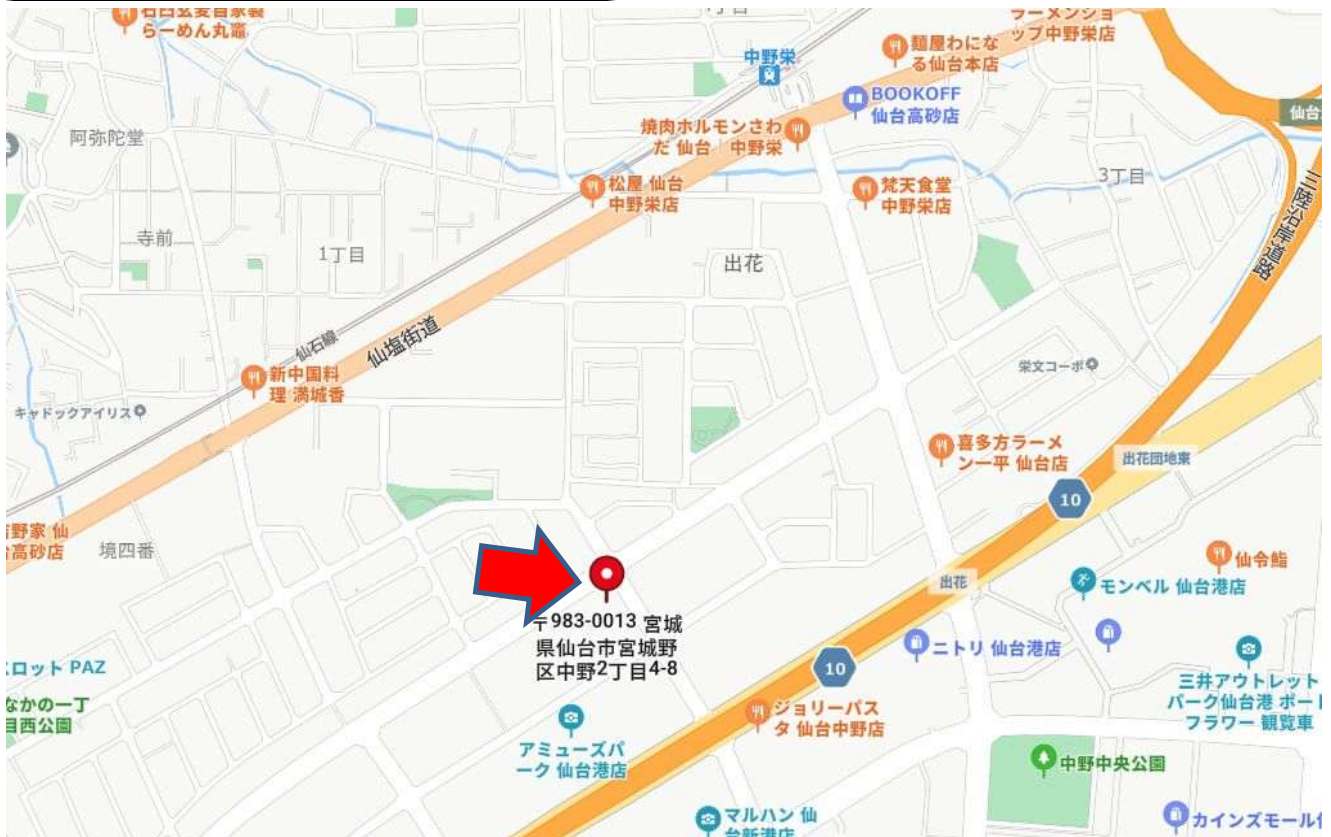 らーめん丸竈
ラーメンショ
ップ中野栄店
中野栄
麺屋わにな
る仙台本店
BOOKOFF
仙台高砂店
仙台
阿弥陀堂
焼肉ホルモンさわ
だ 仙台 中野栄
3丁目
松屋 仙台
中野栄店
梵天食堂
中野栄店
三陸沿岸道路
寺前
1丁目
出花
仙石線
仙塩街道
栄文コーポ
新中国料
理 満城香
キャドックアイリス
喜多方ラーメ
ン一平 仙台店
出花団地東
10
野家 仙
高砂店
境四番
仙令鮨
出花
モンベル 仙台港店
〒983-0013 宮城
県仙台市宮城野
区中野2丁目4-8
ニトリ 仙台港店
ロット PAZ
10
三井アウトレット
パーク仙台港 ポート
フラワー 観覧車
なかの一丁
目西公園
ジョリーパス
タ 仙台中野店
アミューズパ
ーク 仙台港店
中野中央公園
マルハン 仙
台新港店
カインズモール